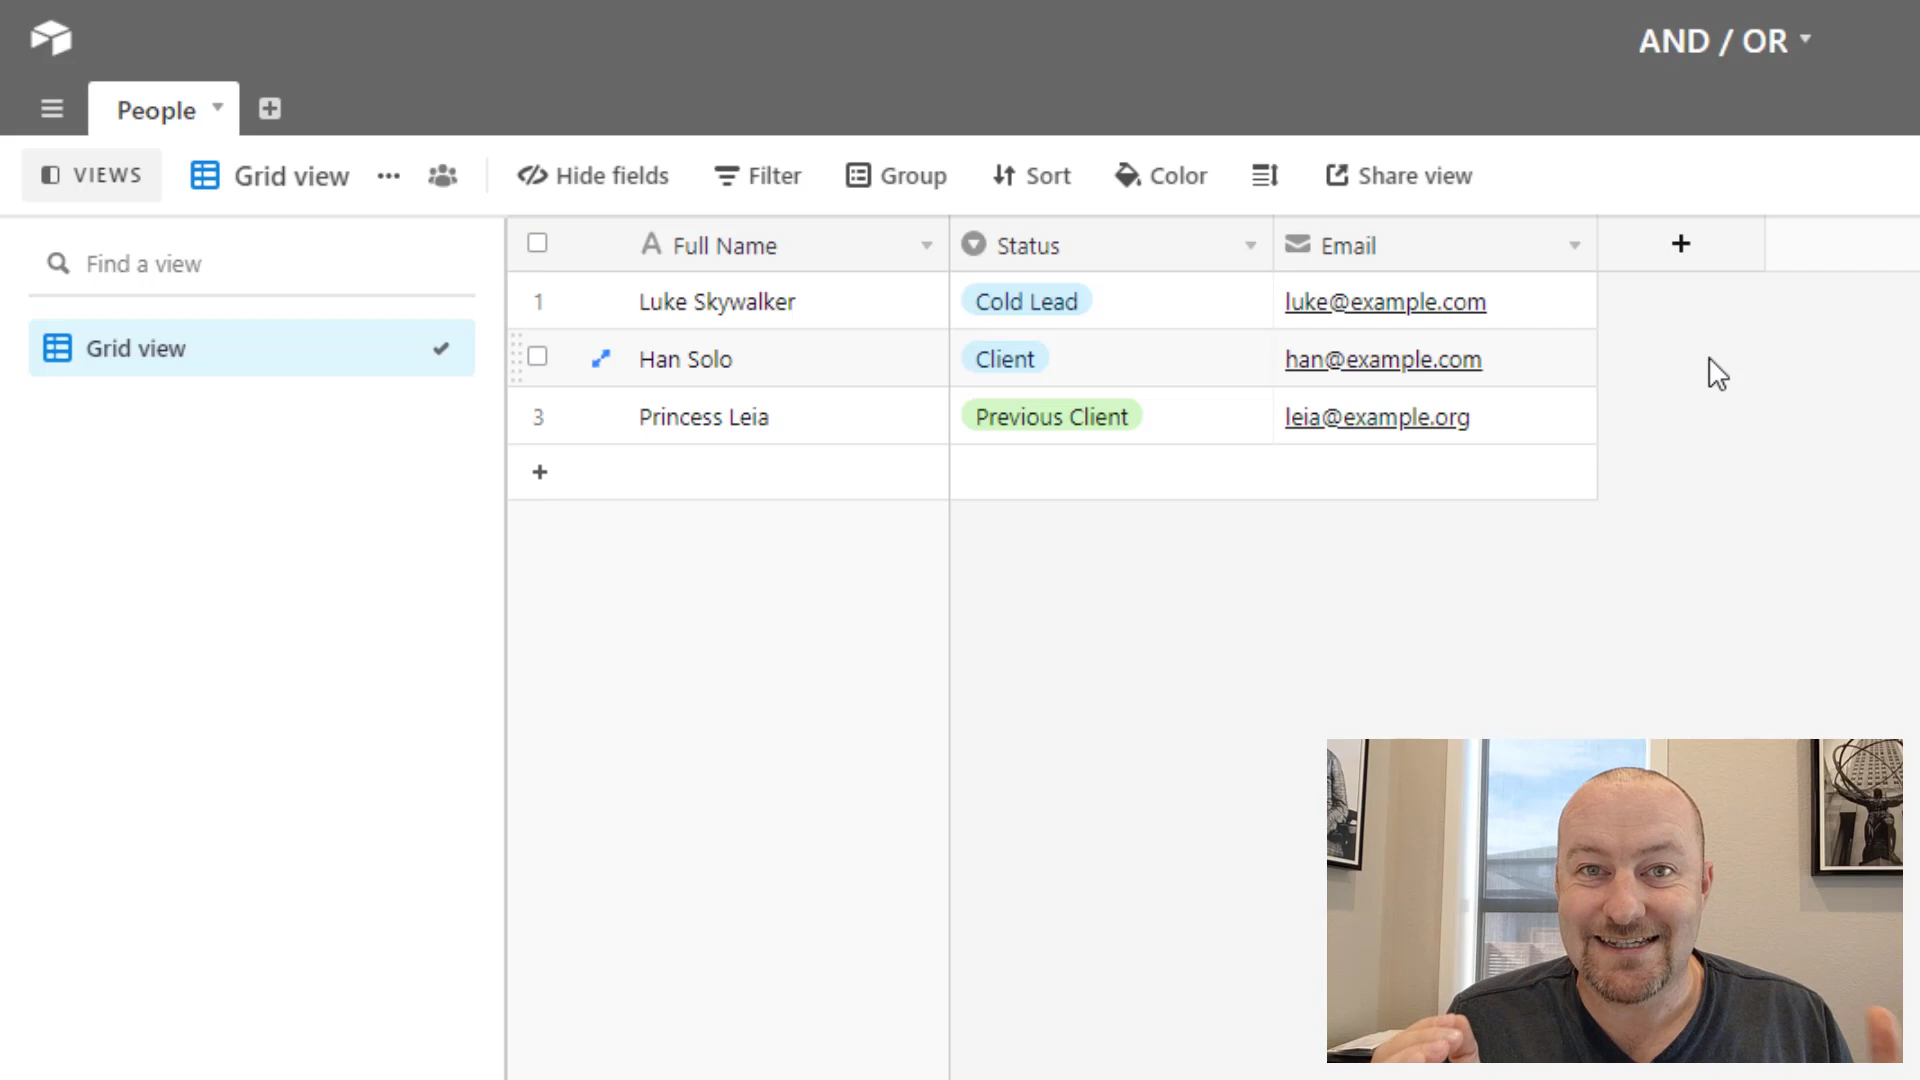 AND / OR
People
VIEWS Grid view Hide fields Filter Group Sort Color Share view
Find a view
Grid view
Full Name Status Email
1 Luke Skywalker Cold Lead luke@example.com
Han Solo Client han@example.com
3 Princess Leia Previous Client leia@example.org